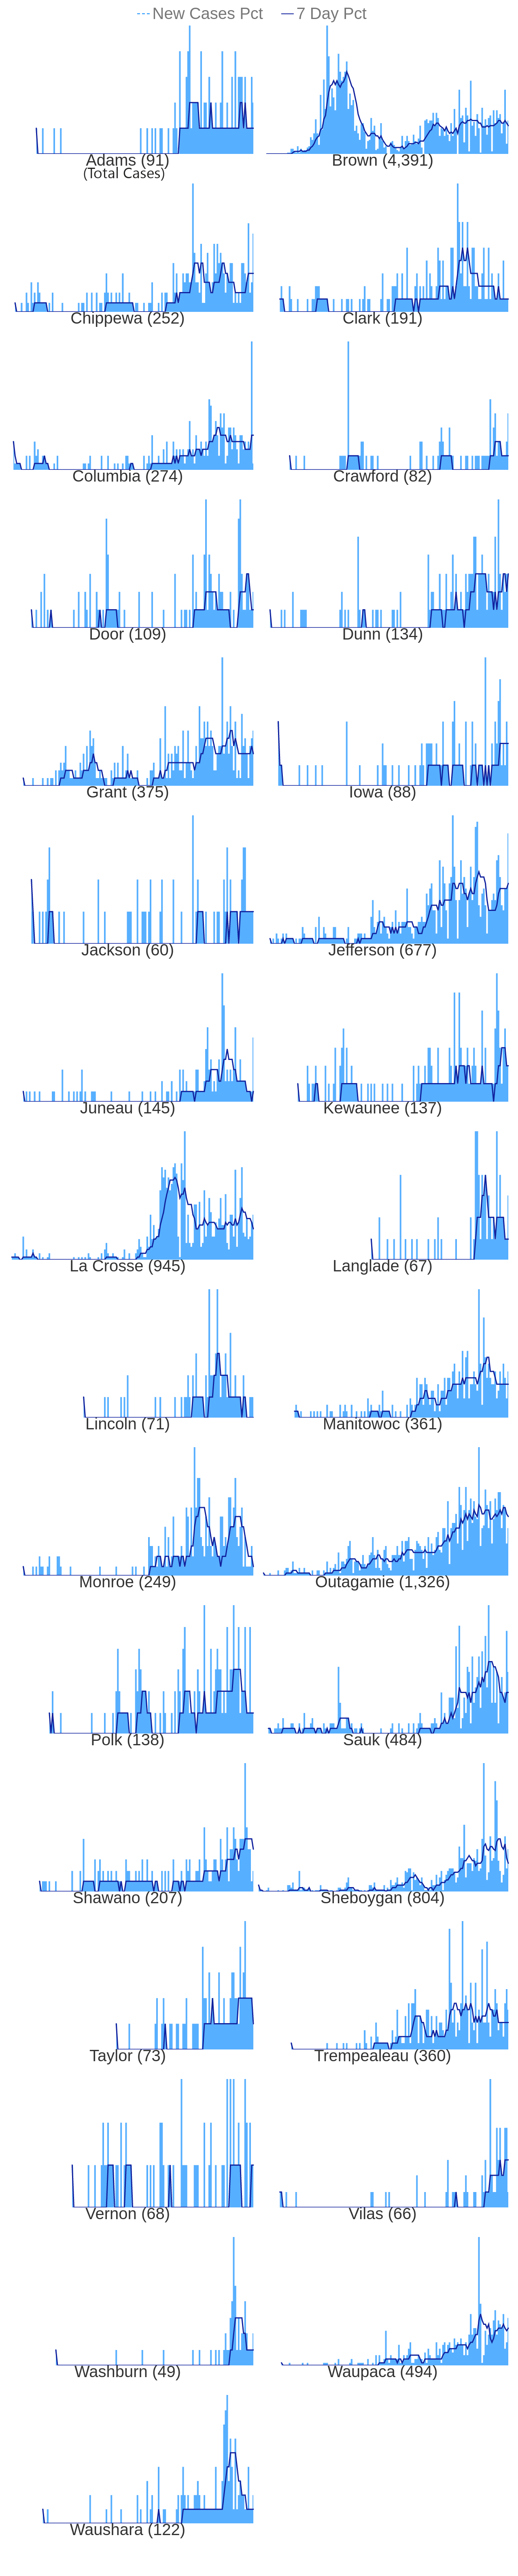 New Cases Pct 7 Day Pct
Adams (91) Brown (4,391)
(Total Cases)
Chippewa (252) Clark (191)
Columbia (274) Crawford (82)
Door (109) Dunn (134)
Grant (375) Iowa (88)
Jackson (60) Jefferson (677)
Juneau (145) Kewaunee (137)
La Crosse (945) Langlade (67)
Lincoln (71) Manitowoc (361)
Monroe (249) Outagamie (1,326)
Polk (138) Sauk (484)
Shawano (207) Sheboygan (804)
Taylor (73) Trempealeau (360)
Vernon (68) Vilas (66)
Washburn (49) Waupaca (494)
Waushara (122)